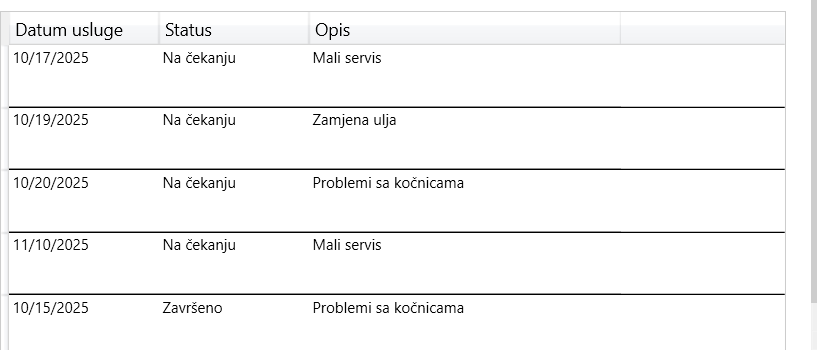 Datum usluge Status Opis
10/17/2025 Na čekanju Mali servis
10/19/2025 Na čekanju Zamjena ulja
10/20/2025 Na čekanju Problemi sa kočnicama
11/10/2025 Na čekanju Mali servis
10/15/2025 Završeno Problemi sa kočnicama